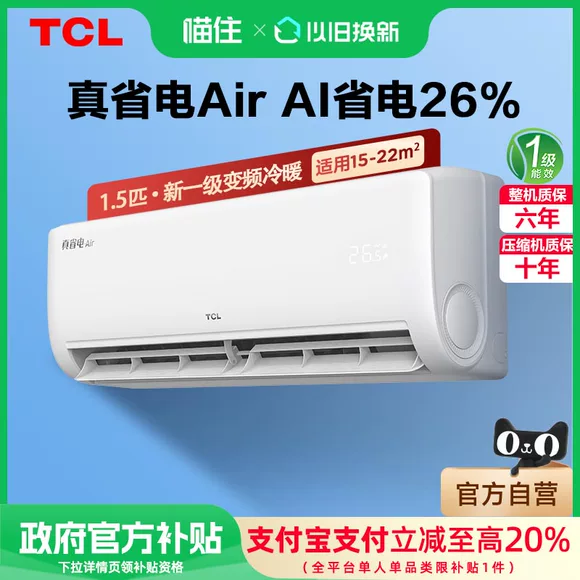 TCL
喵住×以旧换新
真省电Air AI省电26%
1.5匹·新一级变频冷暖
适用15-22m²
1级
能效
整机质保
六年
压缩机质保
十年
真省电Air
26.5
TCL
官方自营
政府官方补贴
下拉详情页领补贴资格
支付宝支付立减至高20%
(全平台单人单品类限补贴1件)